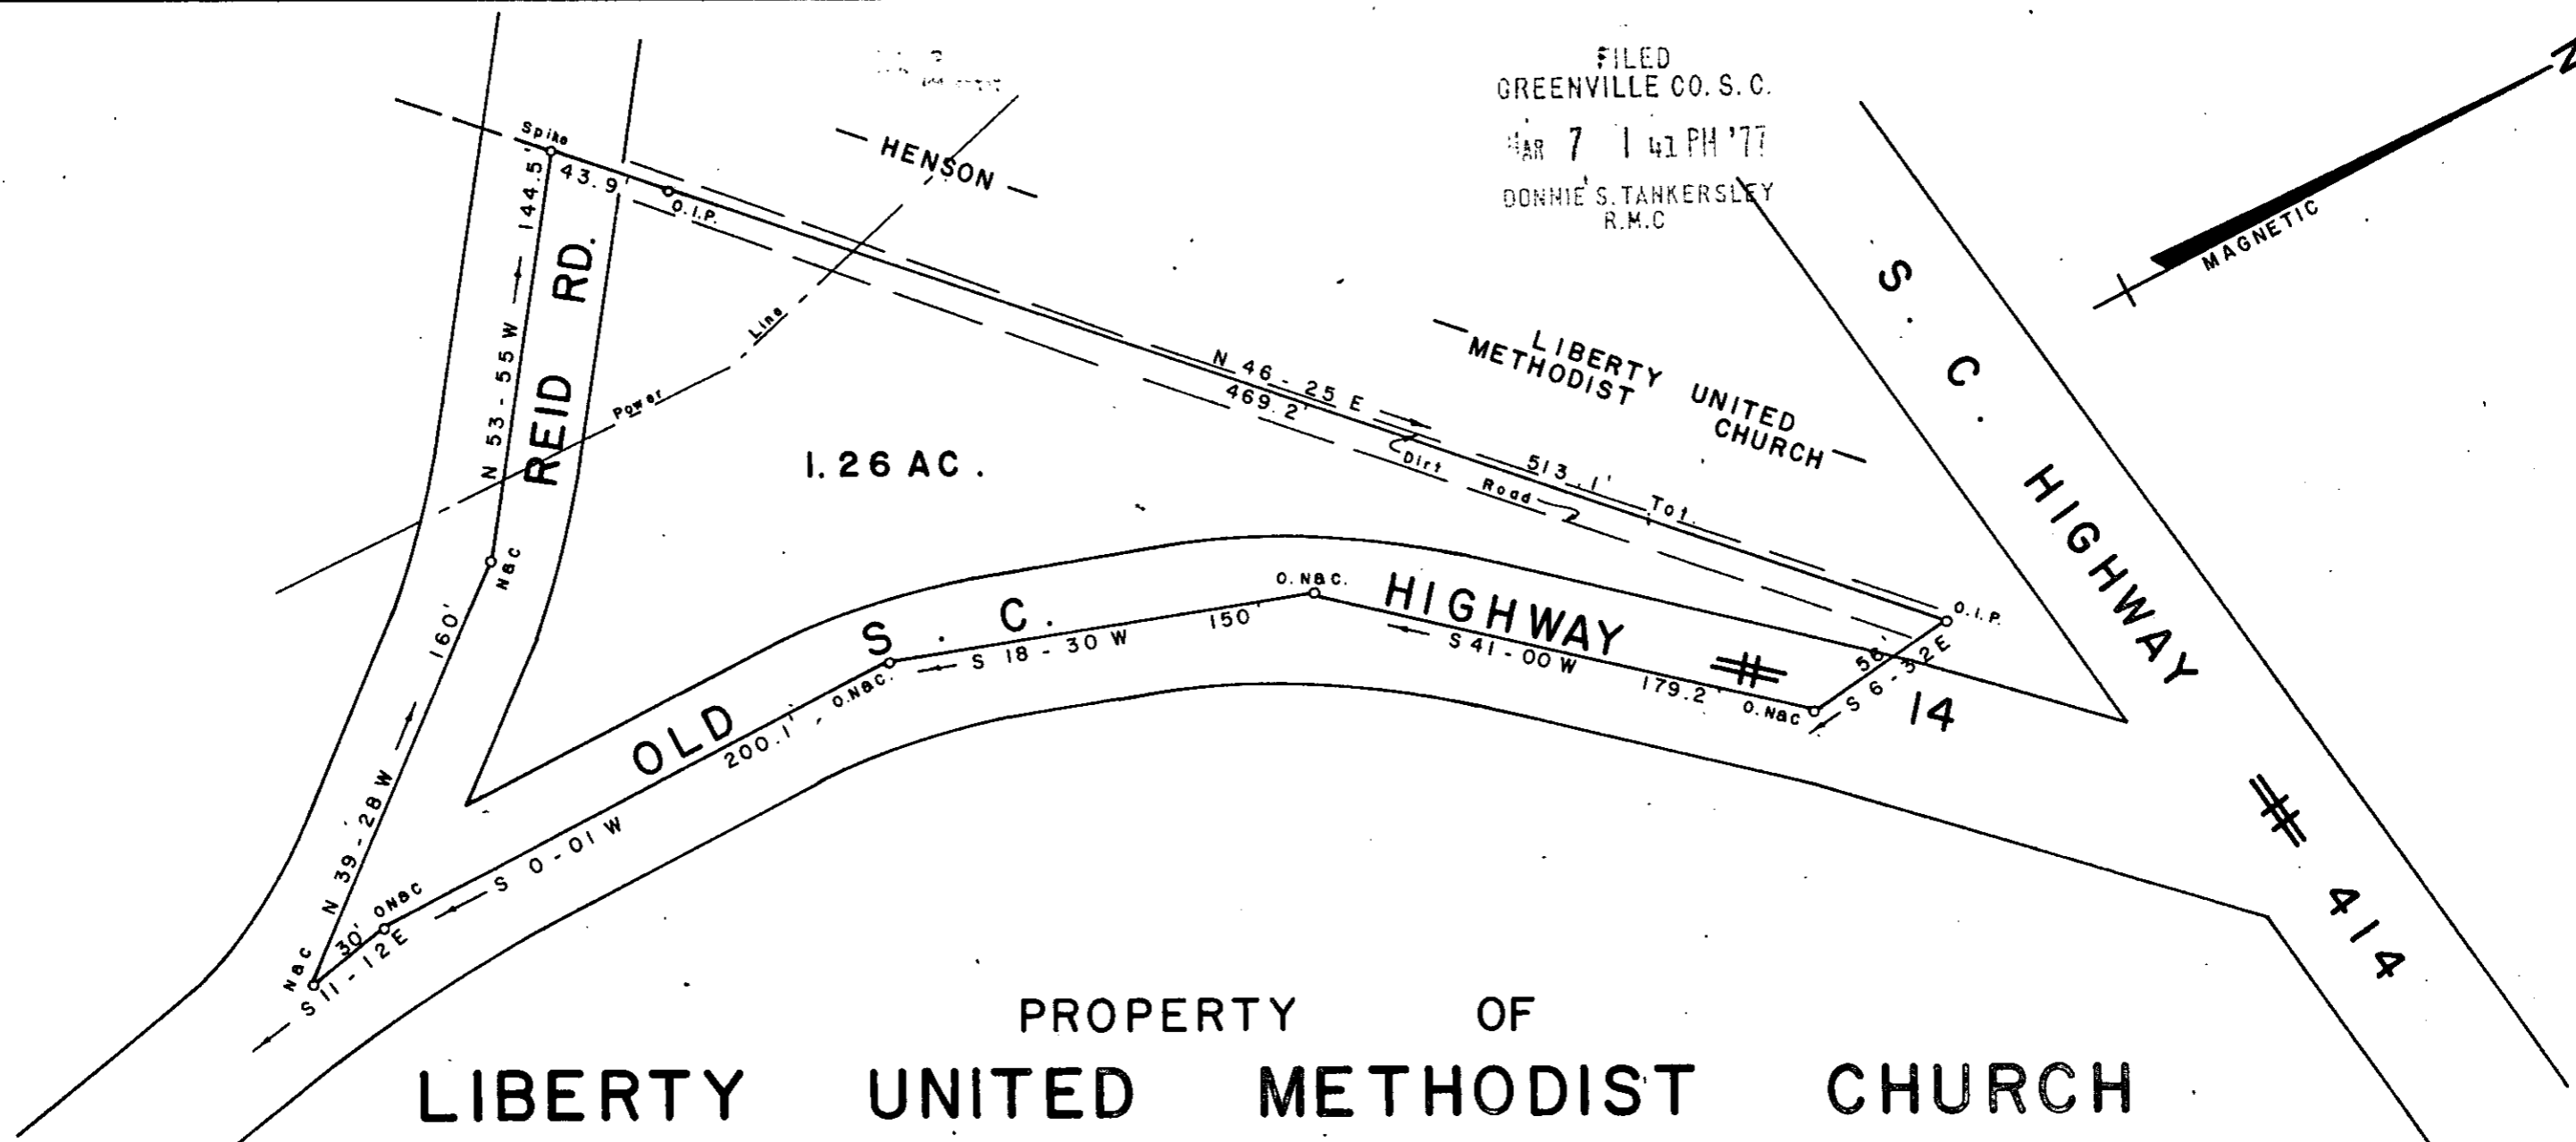 FILED
GREENVILLE CO. S. C.
MAR 7 1 41 PM '77
DONNIE S. TANKERSLEY
R.M.C
N
MAGNETIC
Spike
43.9'
O.I.P.
HENSON
144.5'
N 53-55 W
REID RD.
Power Line
N 46-25 E
469.2'
513.1' Tot.
Dirt Road
LIBERTY UNITED
METHODIST CHURCH
S. C. HIGHWAY # 414
1.26 AC.
N&C
160'
N 39-28 W
N&C
30'
S 11-12 E
O N&C
S 0-01 W
200.1'
O.N&C.
S 18-30 W
150'
O. N&C.
S 41-00 W
179.2'
O.N&C
56'
S 6-32 E
O.I.P.
OLD S. C. HIGHWAY # 14
PROPERTY OF
LIBERTY UNITED METHODIST CHURCH